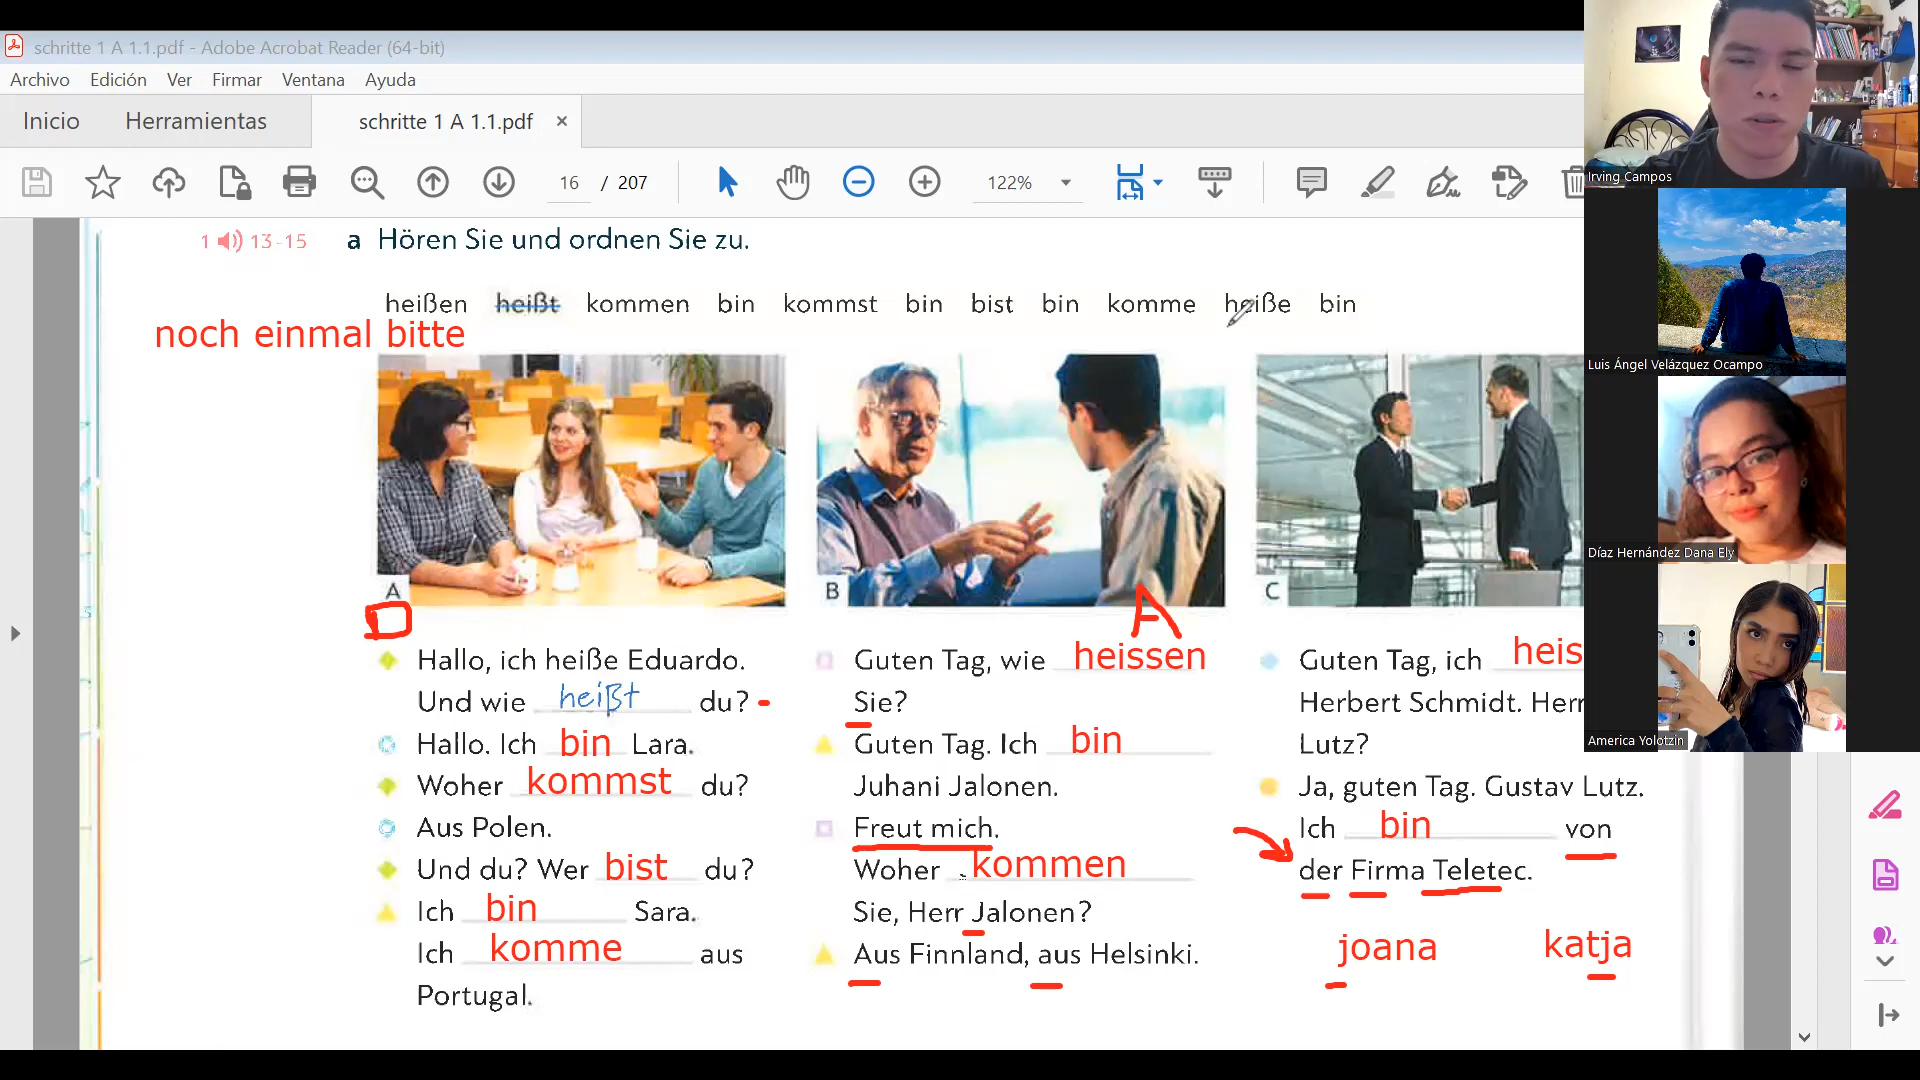 schritte 1 A 1.1.pdf - Adobe Acrobat Reader (64-bit)
Archivo Edición Ver Firmar Ventana Ayuda
Inicio Herramientas schritte 1 A 1.1.pdf ×
16 / 207 122%
1 13-15 a Hören Sie und ordnen Sie zu.
heißen heißt kommen bin kommst bin bist bin komme heiße bin
noch einmal bitte
A
B
C
A
Hallo, ich heiße Eduardo.
Und wie heißt du?
Hallo. Ich bin Lara.
Woher kommst du?
Aus Polen.
Und du? Wer bist du?
Ich bin Sara.
Ich komme aus
Portugal.
Guten Tag, wie heissen
Sie?
Guten Tag. Ich bin
Juhani Jalonen.
Freut mich.
Woher kommen
Sie, Herr Jalonen?
Aus Finnland, aus Helsinki.
Guten Tag, ich heis
Herbert Schmidt. Herr
Lutz?
Ja, guten Tag. Gustav Lutz.
Ich bin von
der Firma Teletec.
joana katja
Irving Campos
Luis Ángel Velázquez Ocampo
Díaz Hernández Dana Ely
America Yolotzin